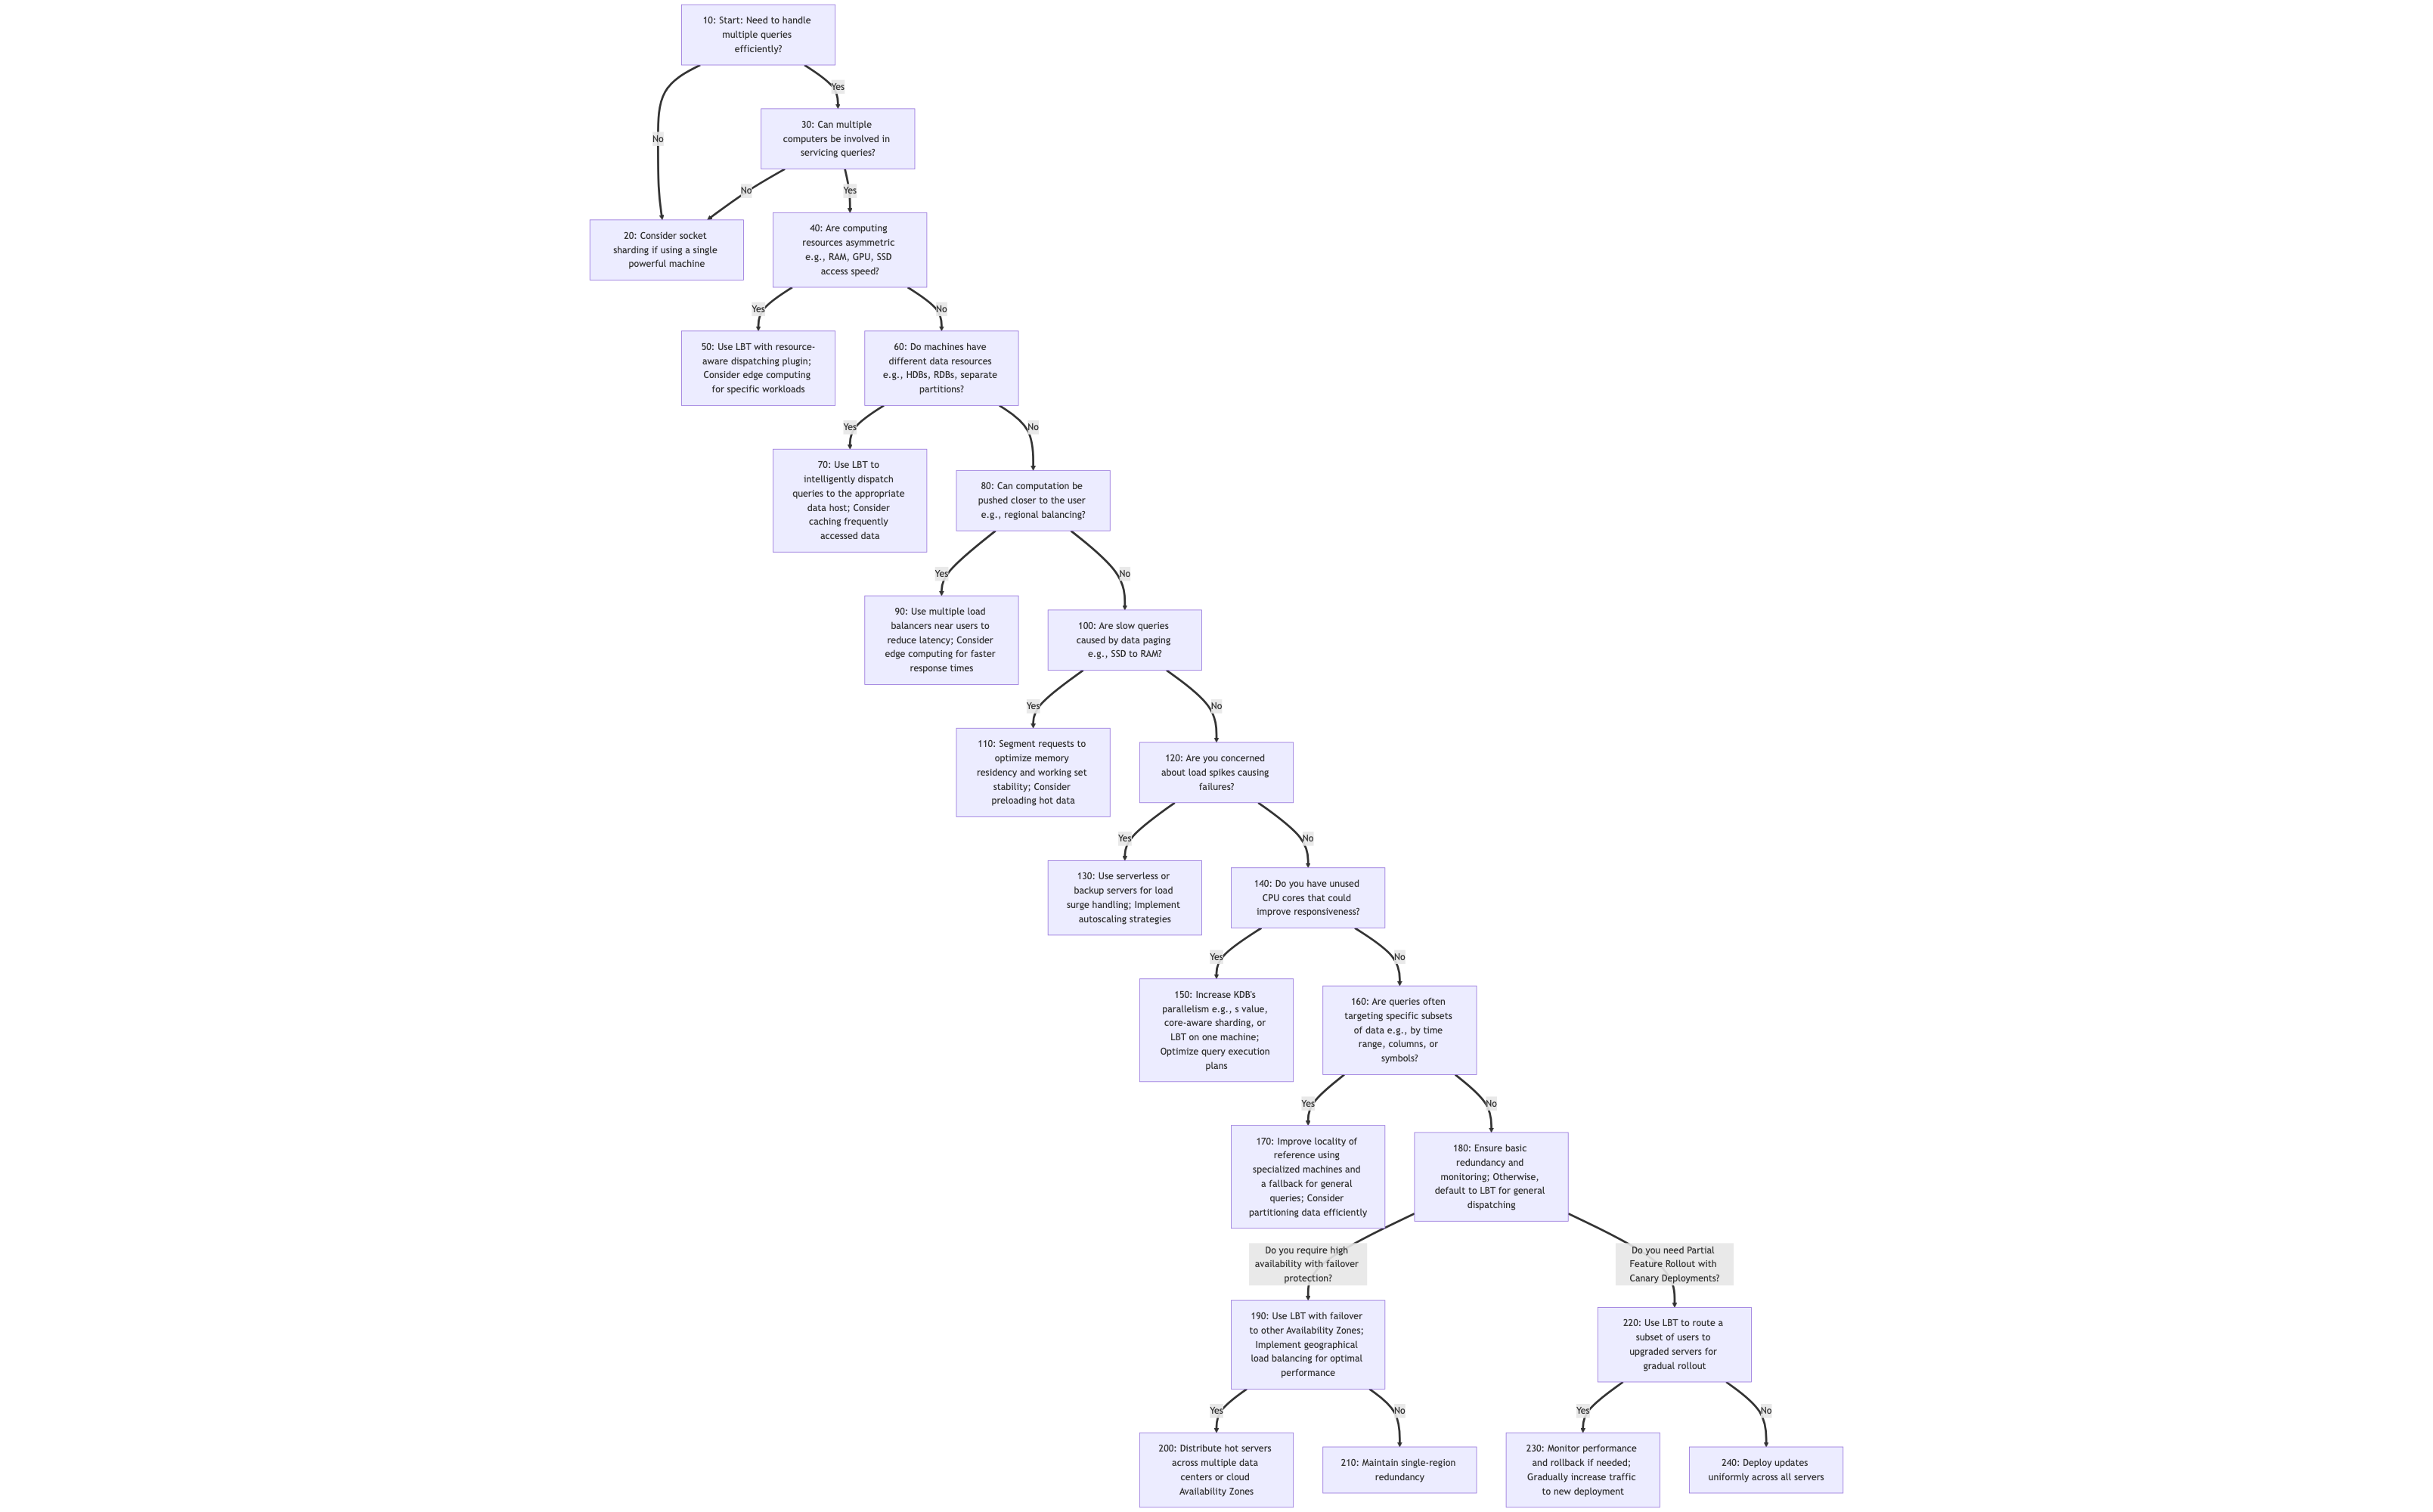 10: Start: Need to handle
multiple queries
efficiently?
Yes
30: Can multiple
computers be involved in
servicing queries?
No
No
Yes
20: Consider socket
sharding if using a single
powerful machine
40: Are computing
resources asymmetric
e.g., RAM, GPU, SSD
access speed?
Yes
No
50: Use LBT with resource-
aware dispatching plugin;
Consider edge computing
for specific workloads
60: Do machines have
different data resources
e.g., HDBs, RDBs, separate
partitions?
Yes
No
70: Use LBT to
intelligently dispatch
queries to the appropriate
data host; Consider
caching frequently
accessed data
80: Can computation be
pushed closer to the user
e.g., regional balancing?
Yes
No
90: Use multiple load
balancers near users to
reduce latency; Consider
edge computing for faster
response times
100: Are slow queries
caused by data paging
e.g., SSD to RAM?
Yes
No
110: Segment requests to
optimize memory
residency and working set
stability; Consider
preloading hot data
120: Are you concerned
about load spikes causing
failures?
Yes
No
130: Use serverless or
backup servers for load
surge handling; Implement
autoscaling strategies
140: Do you have unused
CPU cores that could
improve responsiveness?
Yes
No
150: Increase KDB's
parallelism e.g., s value,
core-aware sharding, or
LBT on one machine;
Optimize query execution
plans
160: Are queries often
targeting specific subsets
of data e.g., by time
range, columns, or
symbols?
Yes
No
170: Improve locality of
reference using
specialized machines and
a fallback for general
queries; Consider
partitioning data efficiently
180: Ensure basic
redundancy and
monitoring; Otherwise,
default to LBT for general
dispatching
Do you require high
availability with failover
protection?
Do you need Partial
Feature Rollout with
Canary Deployments?
190: Use LBT with failover
to other Availability Zones;
Implement geographical
load balancing for optimal
performance
220: Use LBT to route a
subset of users to
upgraded servers for
gradual rollout
Yes
No
Yes
No
200: Distribute hot servers
across multiple data
centers or cloud
Availability Zones
210: Maintain single-region
redundancy
230: Monitor performance
and rollback if needed;
Gradually increase traffic
to new deployment
240: Deploy updates
uniformly across all servers